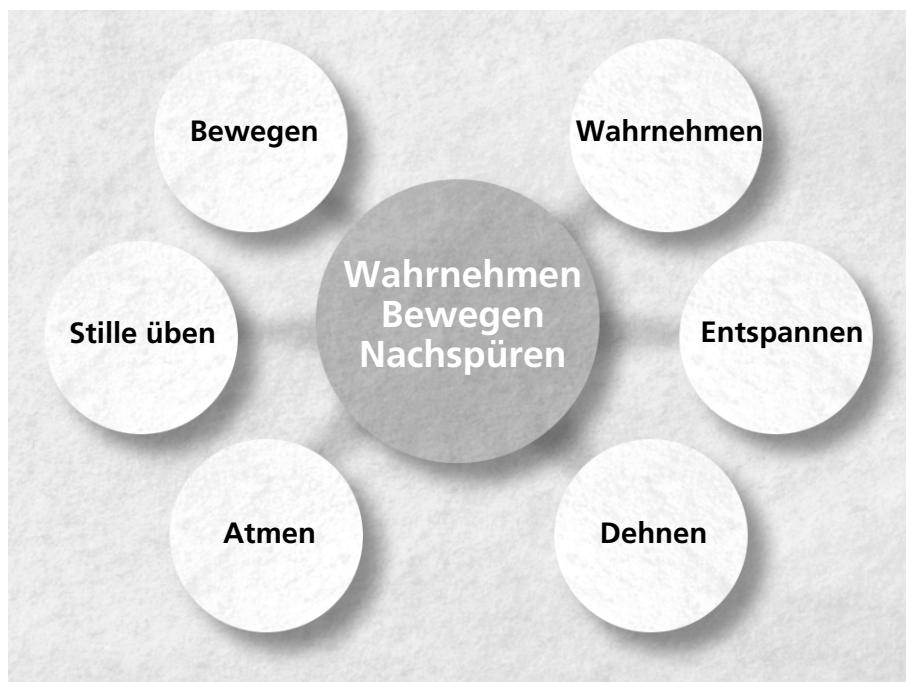 Bewegen
Wahrnehmen
Wahrnehmen
Bewegen
Nachspüren
Stille üben
Entspannen
Atmen
Dehnen